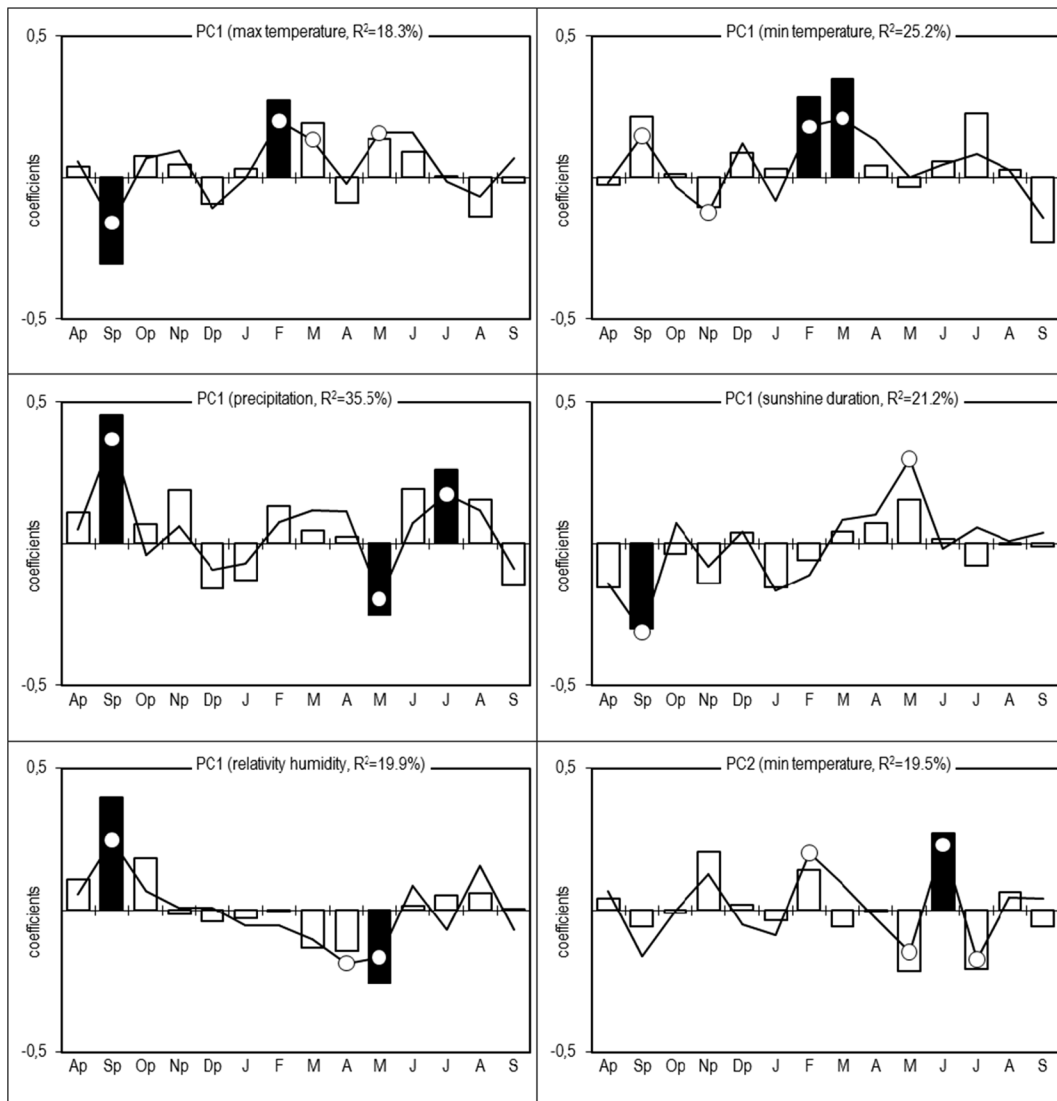 PC1 (max temperature, R²=18.3%)
0,5
coefficients
-0,5
Ap Sp Op Np Dp J F M A M J J A S
PC1 (min temperature, R²=25.2%)
0,5
coefficients
-0,5
Ap Sp Op Np Dp J F M A M J J A S
PC1 (precipitation, R²=35.5%)
0,5
coefficients
-0,5
Ap Sp Op Np Dp J F M A M J J A S
PC1 (sunshine duration, R²=21.2%)
0,5
coefficients
-0,5
Ap Sp Op Np Dp J F M A M J J A S
PC1 (relativity humidity, R²=19.9%)
0,5
coefficients
-0,5
Ap Sp Op Np Dp J F M A M J J A S
PC2 (min temperature, R²=19.5%)
0,5
coefficients
-0,5
Ap Sp Op Np Dp J F M A M J J A S